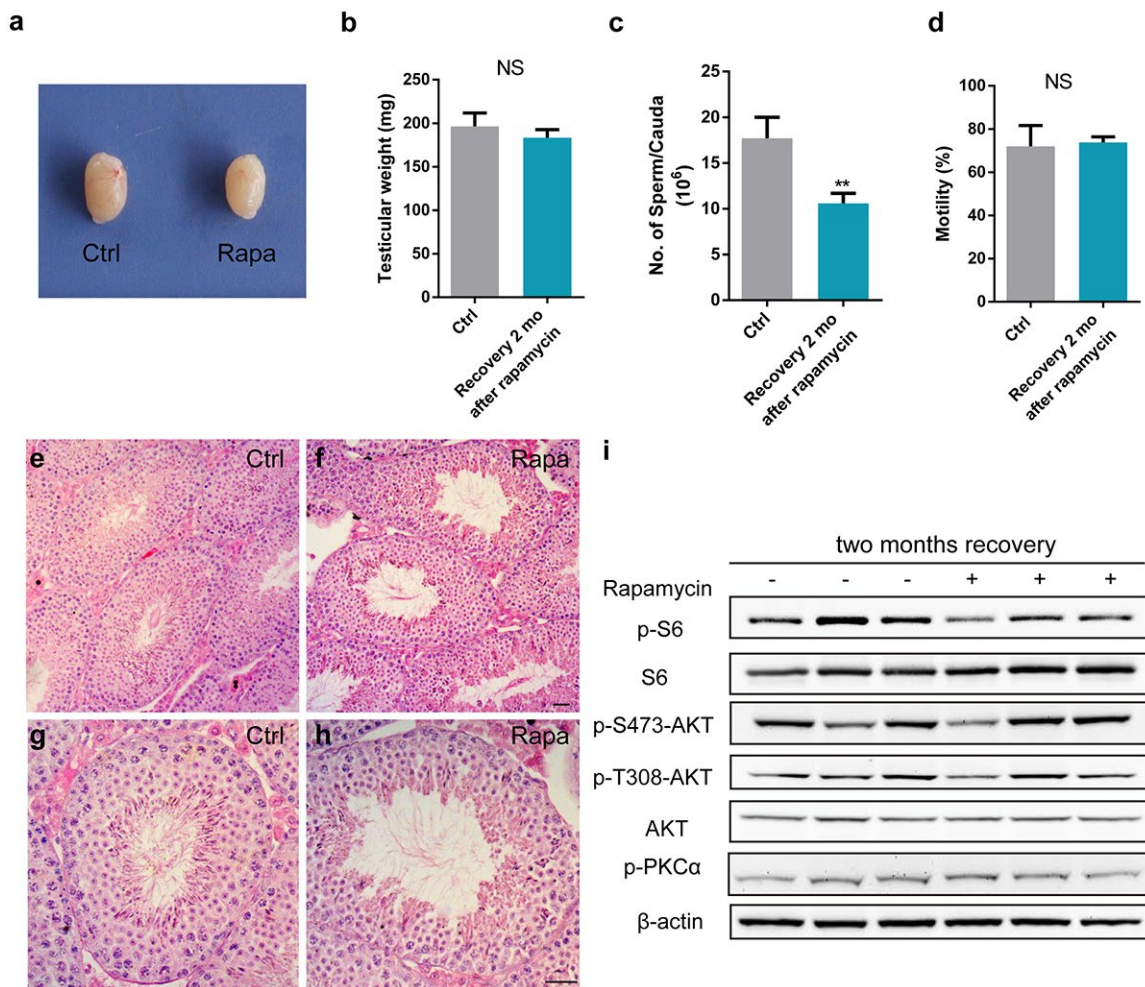 a
Ctrl
Rapa
b
NS
Testicular weight (mg)
250
200
150
100
50
0
Ctrl
Recovery 2 mo
after rapamycin
c
No. of Sperm/Cauda
(10⁶)
25
20
15
10
5
0
**
Ctrl
Recovery 2 mo
after rapamycin
d
NS
Motility (%)
100
80
60
40
20
0
Ctrl
Recovery 2 mo
after rapamycin
e
Ctrl
f
Rapa
g
Ctrl
h
Rapa
i
two months recovery
Rapamycin - - - + + +
p-S6
S6
p-S473-AKT
p-T308-AKT
AKT
p-PKCα
β-actin